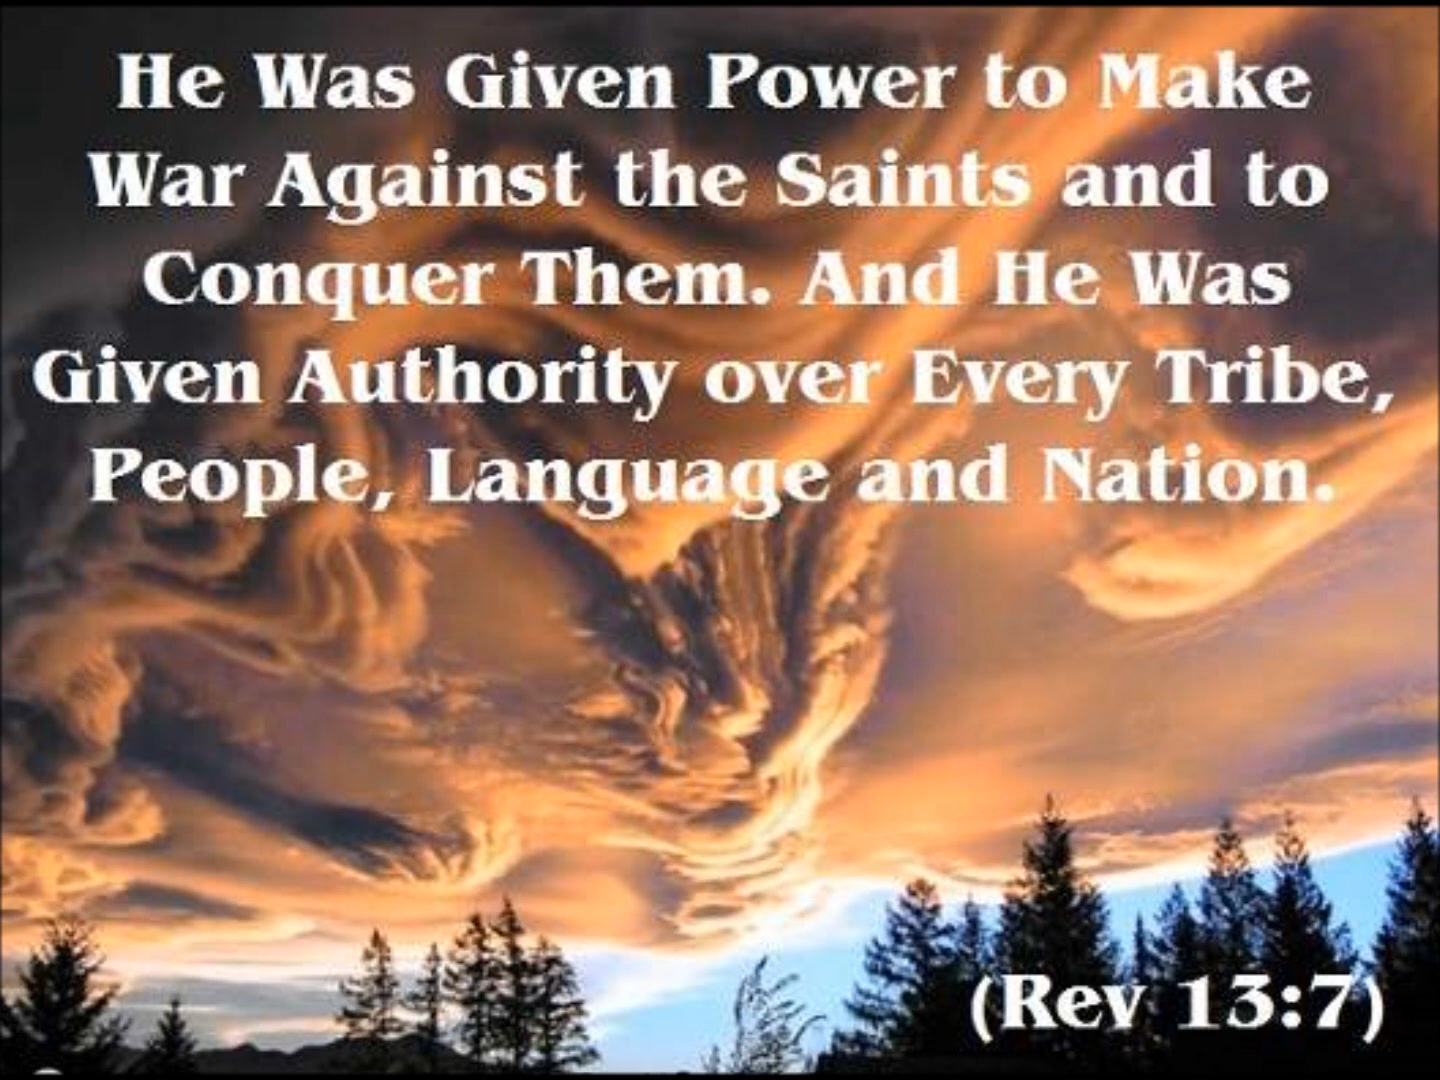 He Was Given Power to Make
War Against the Saints and to
Conquer Them. And He Was
Given Authority over Every Tribe,
People, Language and Nation.
(Rev 13:7)